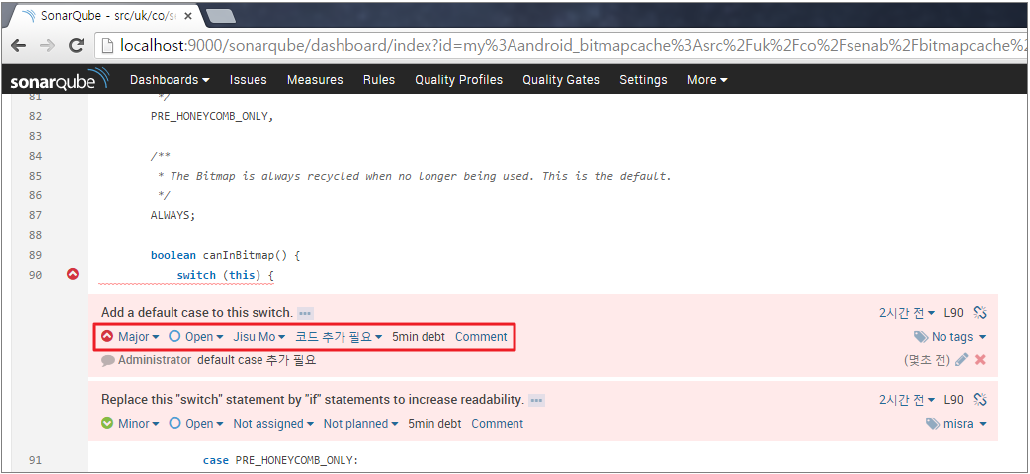 SonarQube - src/uk/co/se
localhost:9000/sonarqube/dashboard/index?id=my%3Aandroid_bitmapcache%3Asrc%2Fuk%2Fco%2Fsenab%2Fbitmapcache%2
sonarqube Dashboards Issues Measures Rules Quality Profiles Quality Gates Settings More
81 */
82 PRE_HONEYCOMB_ONLY,
83
84 /**
85 * The Bitmap is always recycled when no longer being used. This is the default.
86 */
87 ALWAYS;
88
89 boolean canInBitmap() {
90 switch (this) {
Add a default case to this switch. 2시간 전 L90
Major Open Jisu Mo 코드 추가 필요 5min debt Comment No tags
Administrator default case 추가 필요 (몇초 전)
Replace this "switch" statement by "if" statements to increase readability. 2시간 전 L90
Minor Open Not assigned Not planned 5min debt Comment misra
91 case PRE_HONEYCOMB_ONLY: